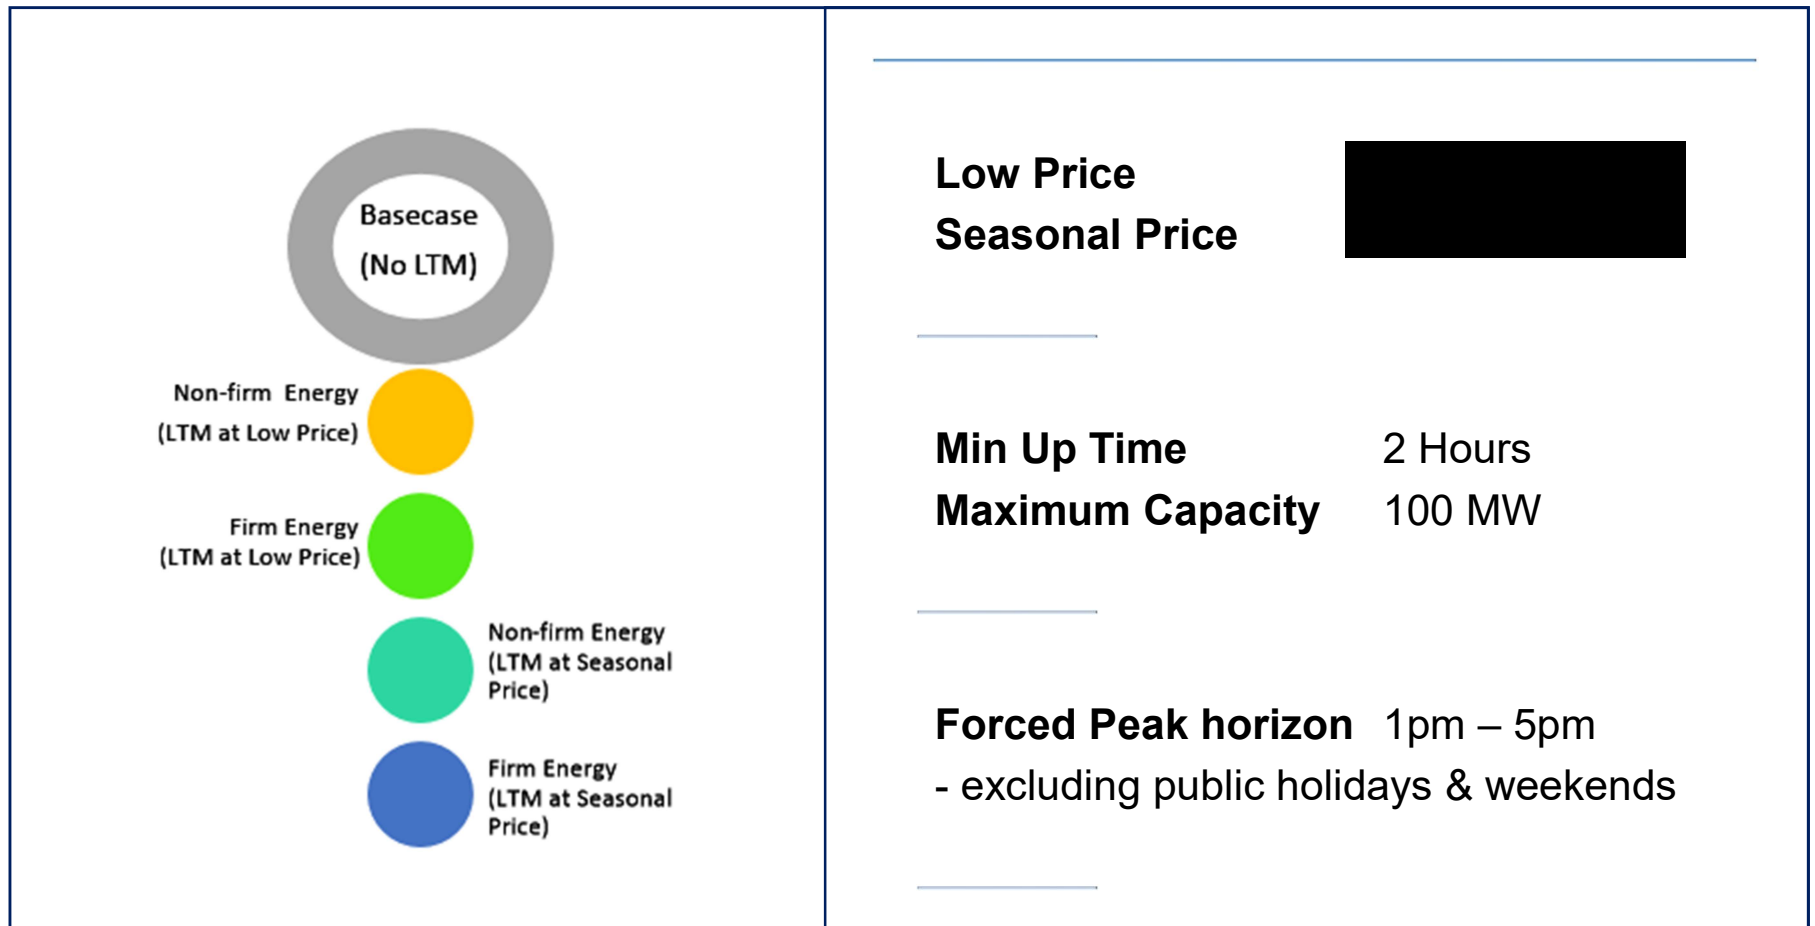 Basecase
(No LTM)
Non-firm Energy
(LTM at Low Price)
Firm Energy
(LTM at Low Price)
Non-firm Energy
(LTM at Seasonal
Price)
Firm Energy
(LTM at Seasonal
Price)
Low Price
Seasonal Price
Min Up Time 2 Hours
Maximum Capacity 100 MW
Forced Peak horizon 1pm – 5pm
- excluding public holidays & weekends